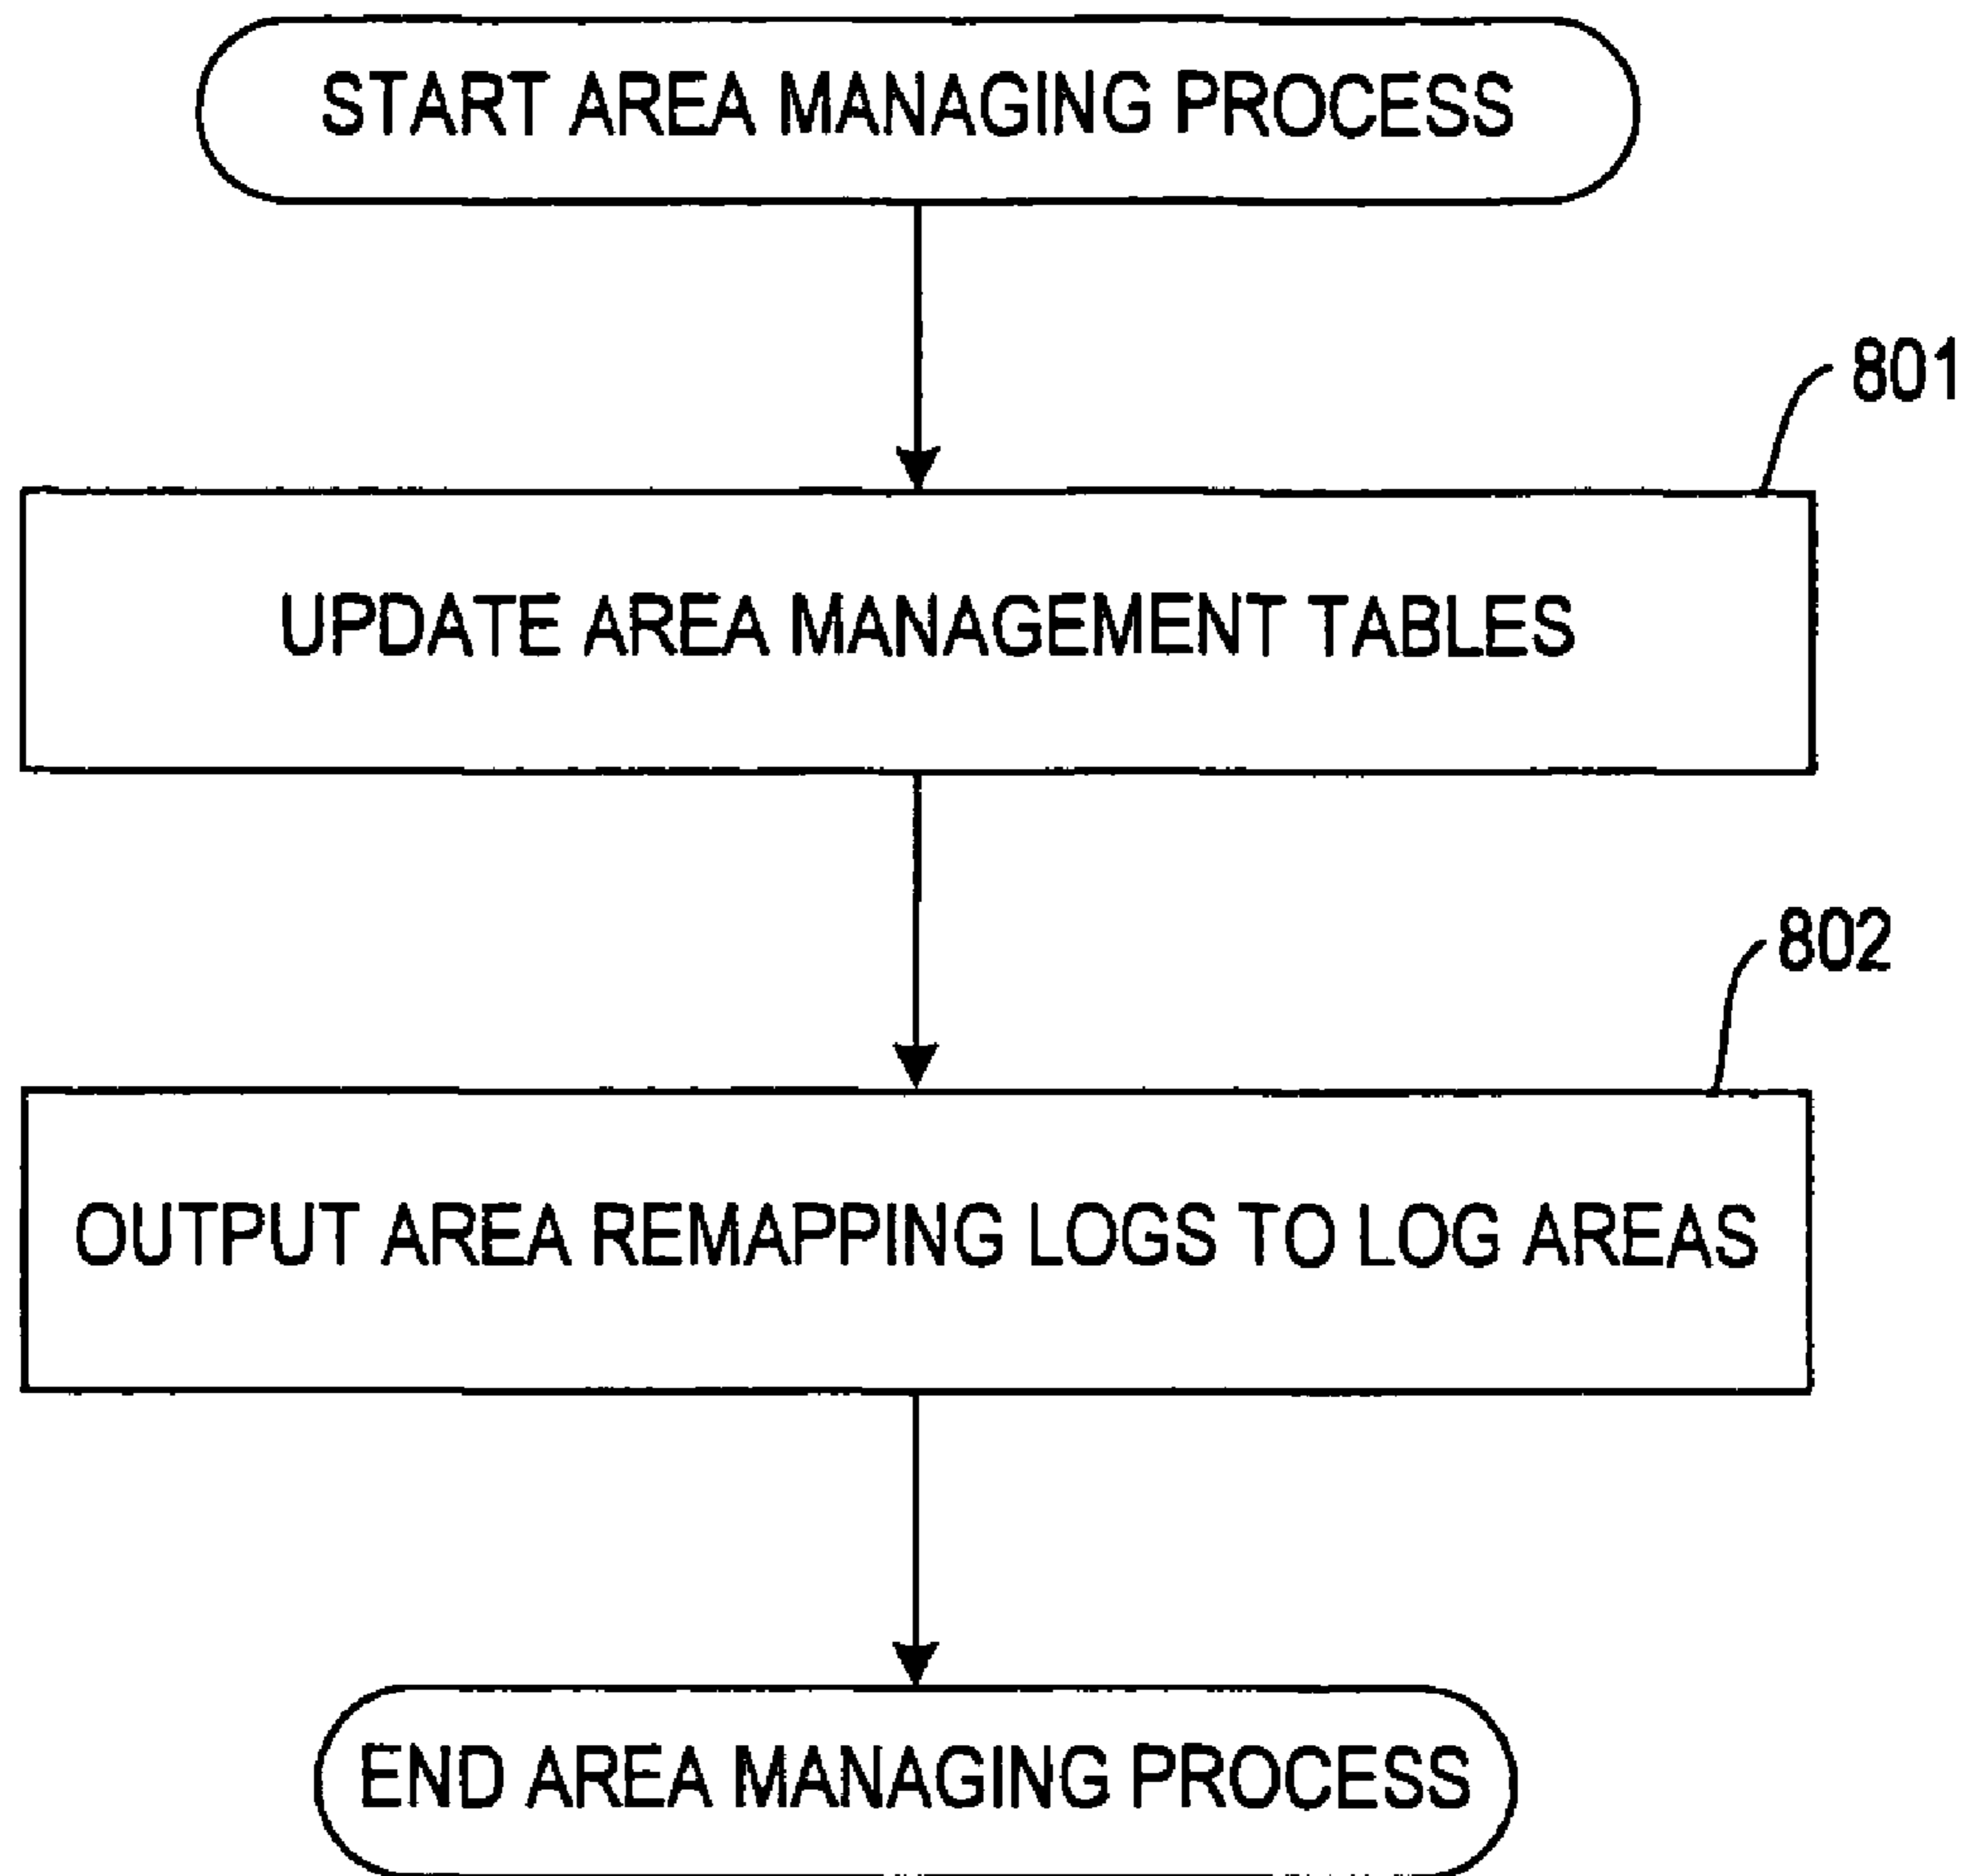 START AREA MANAGING PROCESS
801
UPDATE AREA MANAGEMENT TABLES
802
OUTPUT AREA REMAPPING LOGS TO LOG AREAS
END AREA MANAGING PROCESS